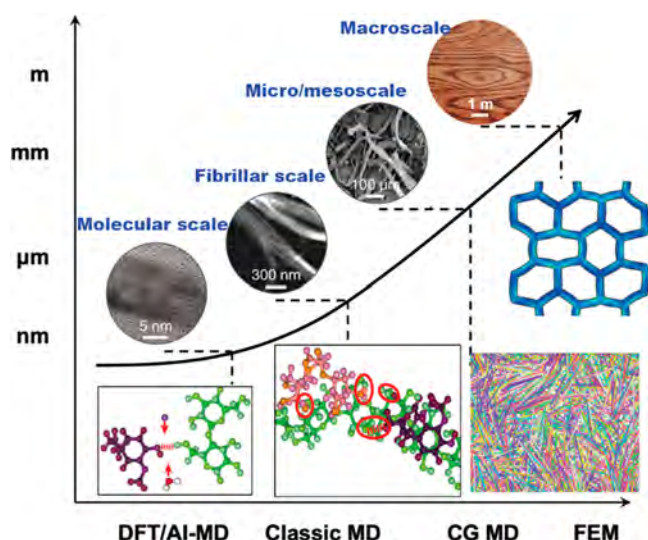 Macroscale
m
1 m
Micro/mesoscale
mm
100 µm
Fibrillar scale
Molecular scale
µm
300 nm
5 nm
nm
DFT/AI-MD
Classic MD
CG MD
FEM